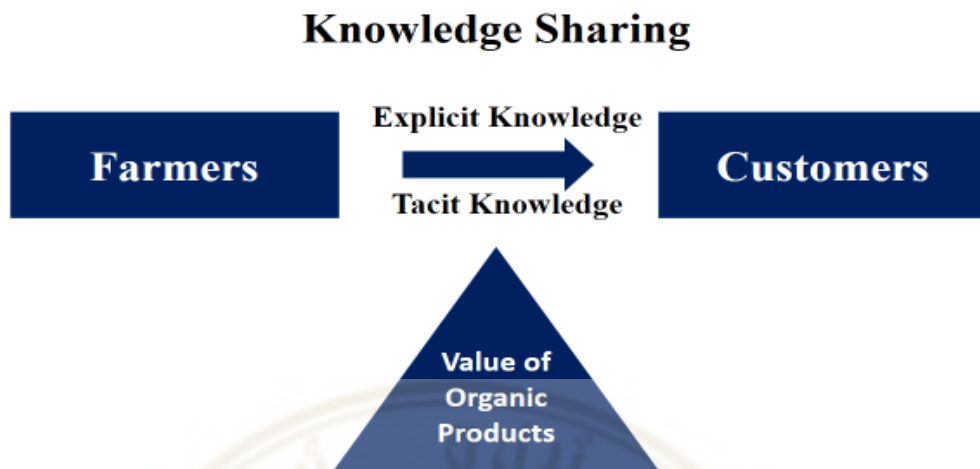 Knowledge Sharing
Farmers
Explicit Knowledge
Tacit Knowledge
Customers
Value of
Organic
Products